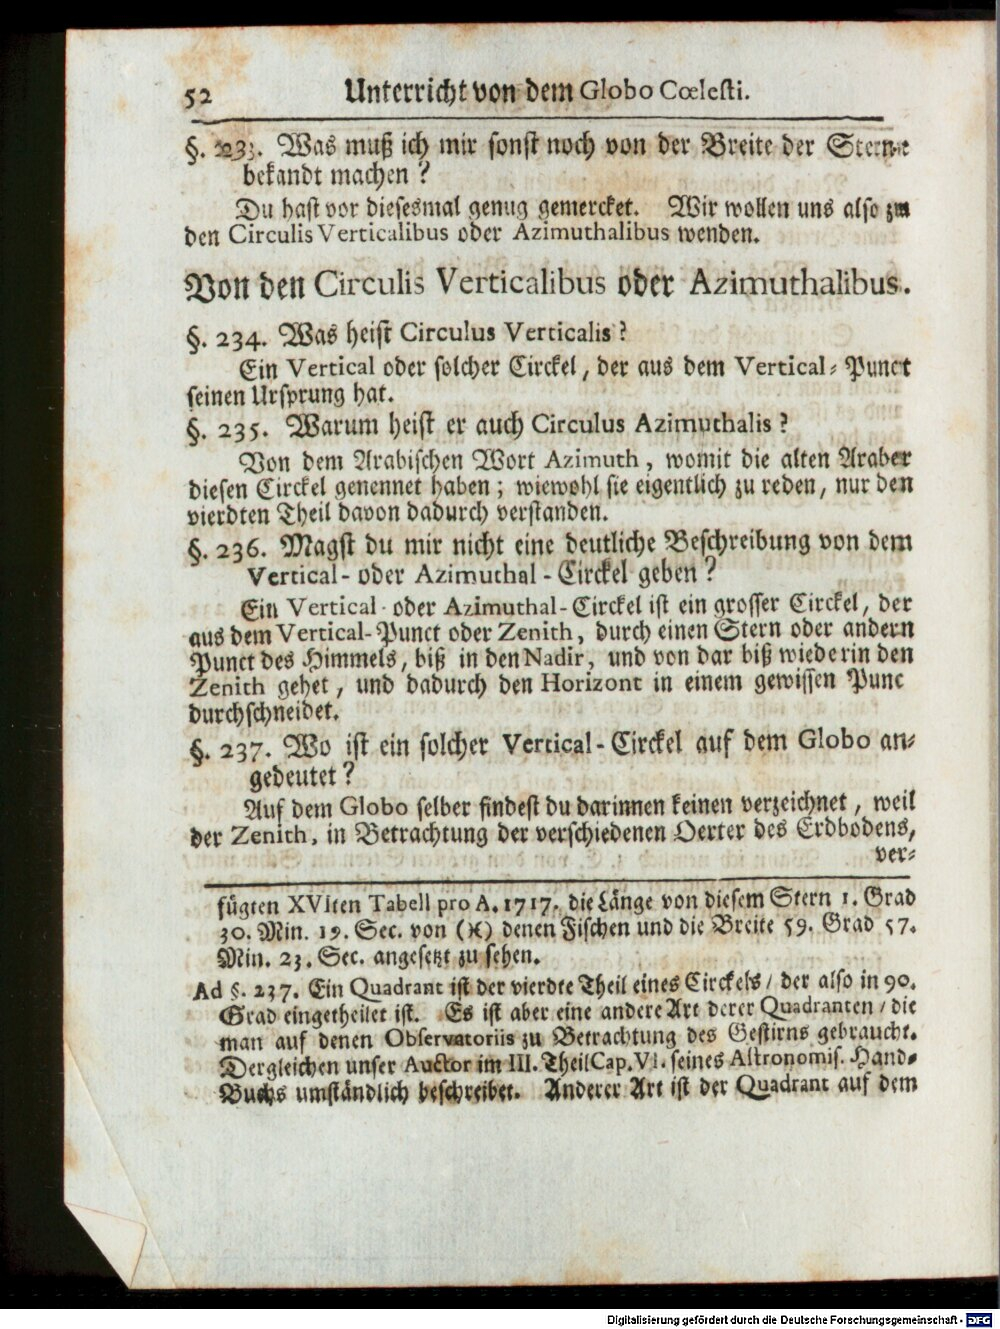 52 Unterricht von dem Globo Cœlesti.
§. 233. Was muß ich mir sonst noch von der Breite der Sterne
bekandt machen?
Du hast vor diesesmal genug gemercket. Wir wollen uns also zu
den Circulis Verticalibus oder Azimuthalibus wenden.
Von den Circulis Verticalibus oder Azimuthalibus.
§. 234. Was heist Circulus Verticalis?
Ein Vertical oder solcher Circkel, der aus dem Vertical-Punct
seinen Ursprung hat.
§. 235. Warum heist er auch Circulus Azimuthalis?
Von dem Arabischen Wort Azimuth, womit die alten Araber
diesen Circkel genennet haben; wiewohl sie eigentlich zu reden, nur den
vierdten Theil davon dadurch verstanden.
§. 236. Magst du mir nicht eine deutliche Beschreibung von dem
Vertical- oder Azimuthal-Circkel geben?
Ein Vertical- oder Azimuthal-Circkel ist ein grosser Circkel, der
aus dem Vertical-Punct oder Zenith, durch einen Stern oder andern
Punct des Himmels, biß in den Nadir, und von dar biß wiederin den
Zenith gehet, und dadurch den Horizont in einem gewissen Punc
durchschneidet.
§. 237. Wo ist ein solcher Vertical-Circkel auf dem Globo an-
gedeutet?
Auf dem Globo selber findest du darinnen keinen verzeichnet, weil
der Zenith, in Betrachtung der verschiedenen Oerter des Erdbodens,
ver-
fügten XVIten Tabell pro A. 1717. die Länge von diesem Stern 1. Grad
30. Min. 19. Sec. von (♓) denen Fischen und die Breite 59. Grad 57.
Min. 23. Sec. angesetzt zu sehen.
Ad §. 237. Ein Quadrant ist der vierdte Theil eines Circkels / der also in 90.
Grad eingetheilet ist. Es ist aber eine andere Art derer Quadranten / die
man auf denen Observatoriis zu Betrachtung des Gestirns gebraucht.
Dergleichen unser Auctor im III. Theil Cap. VI. seines Astronomis. Hand-
Buchs umständlich beschreibet. Anderer Art ist der Quadrant auf dem
Digitalisierung gefördert durch die Deutsche Forschungsgemeinschaft - DFG